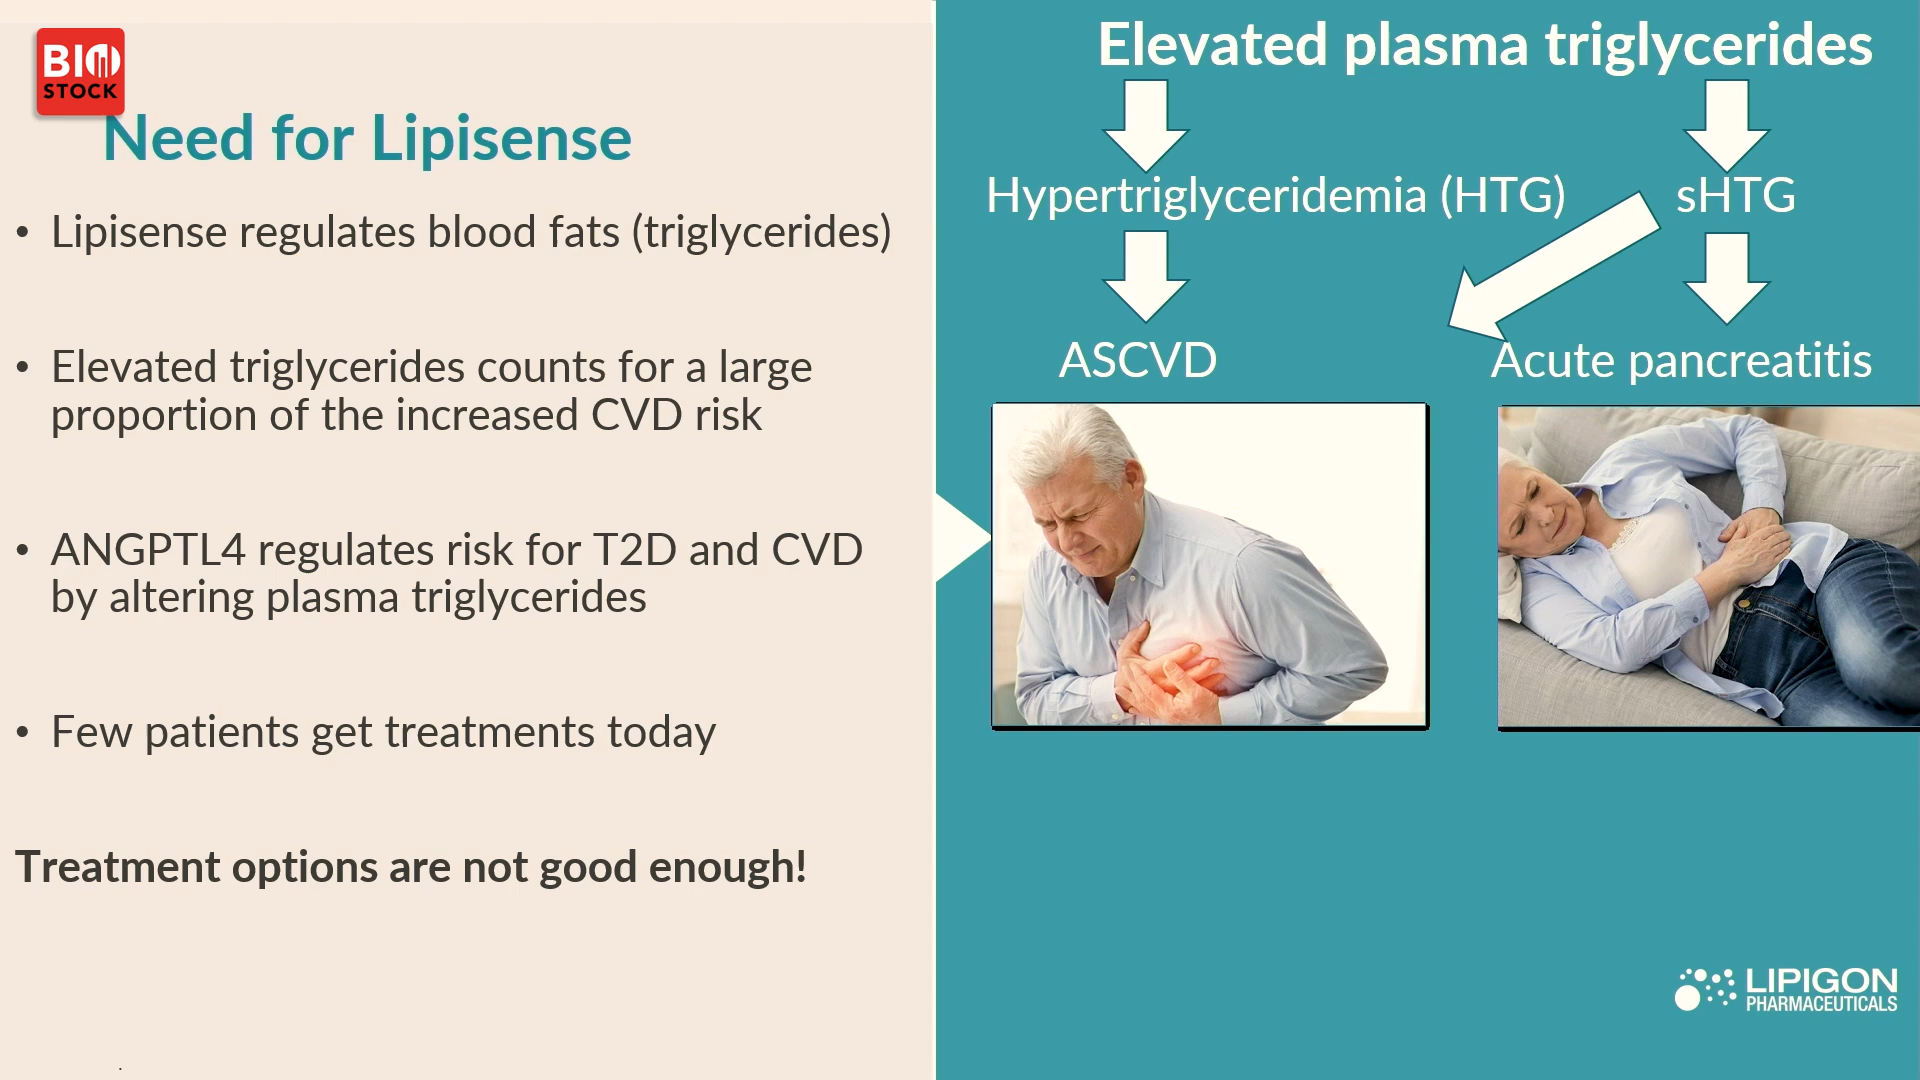 BIO
STOCK
Need for Lipisense
• Lipisense regulates blood fats (triglycerides)
• Elevated triglycerides counts for a large
proportion of the increased CVD risk
• ANGPTL4 regulates risk for T2D and CVD
by altering plasma triglycerides
• Few patients get treatments today
Treatment options are not good enough!
.
Elevated plasma triglycerides
Hypertriglyceridemia (HTG)
sHTG
ASCVD
Acute pancreatitis
LIPIGON
PHARMACEUTICALS